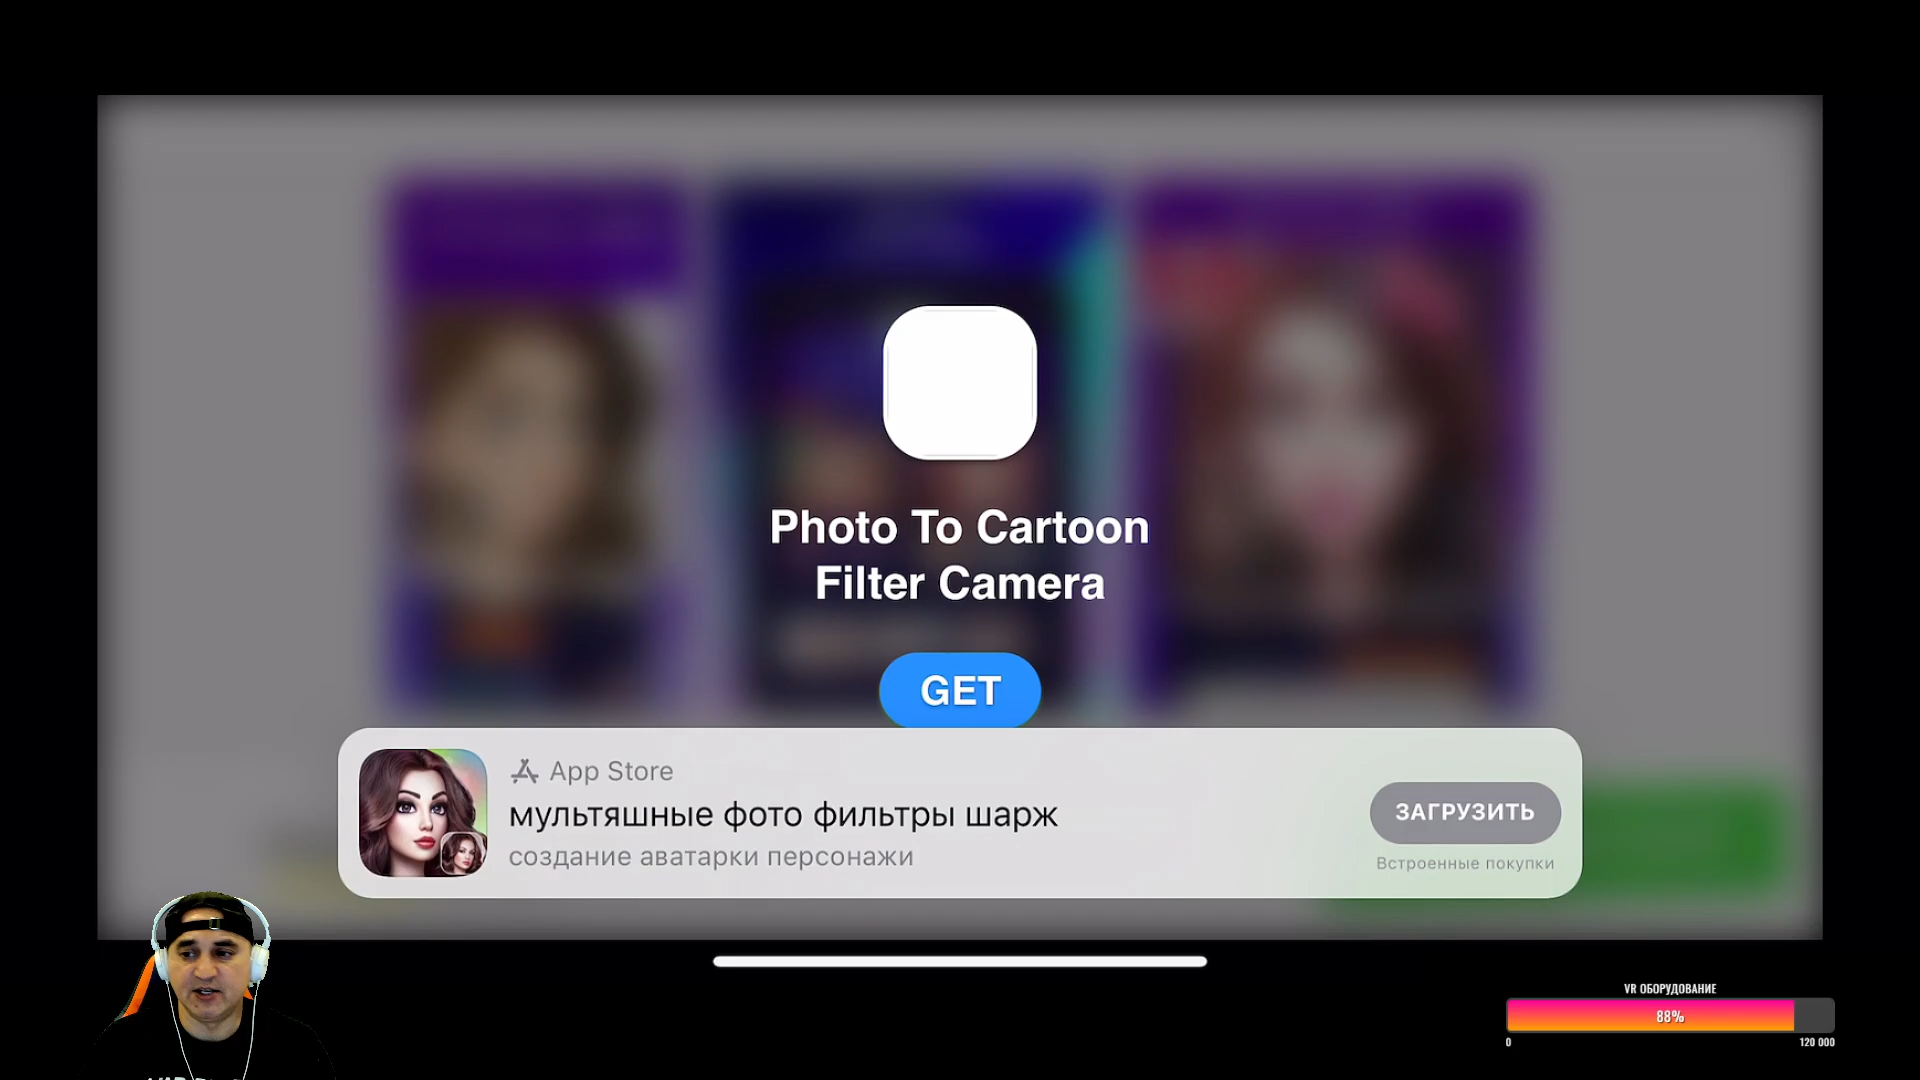 Photo To Cartoon
Filter Camera
GET
App Store
мультяшные фото фильтры шарж
создание аватарки персонажи
ЗАГРУЗИТЬ
Встроенные покупки
VR ОБОРУДОВАНИЕ
88%
0
120 000